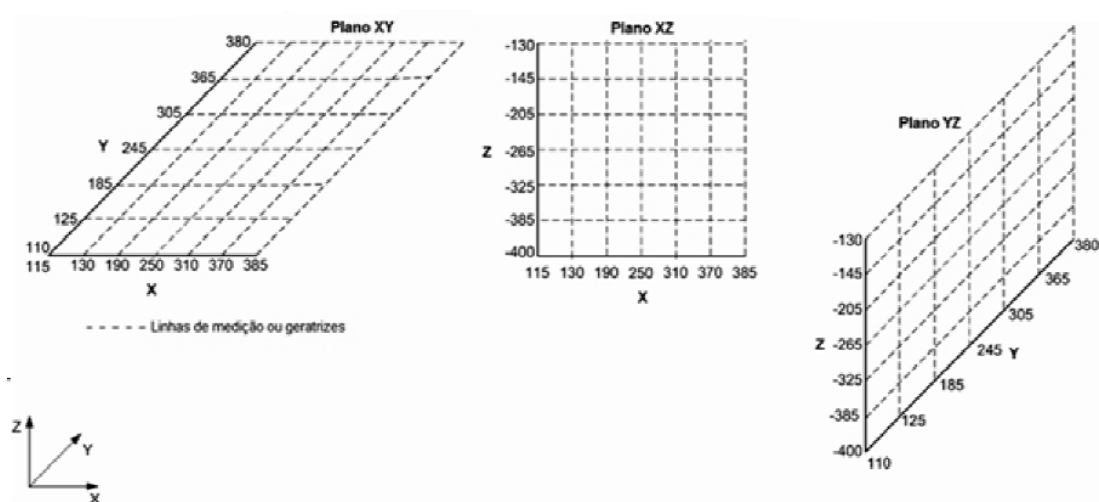 Plano XY
380
365
305
Y 245
185
125
110
115 130 190 250 310 370 385
X
Linhas de medição ou geratrizes
Plano XZ
-130
-145
-205
Z -265
-325
-385
-400
115 130 190 250 310 370 385
X
Plano YZ
-130
-145
-205
Z -265
-325
-385
-400
380
365
305
245 Y
185
125
110
Z
Y
X